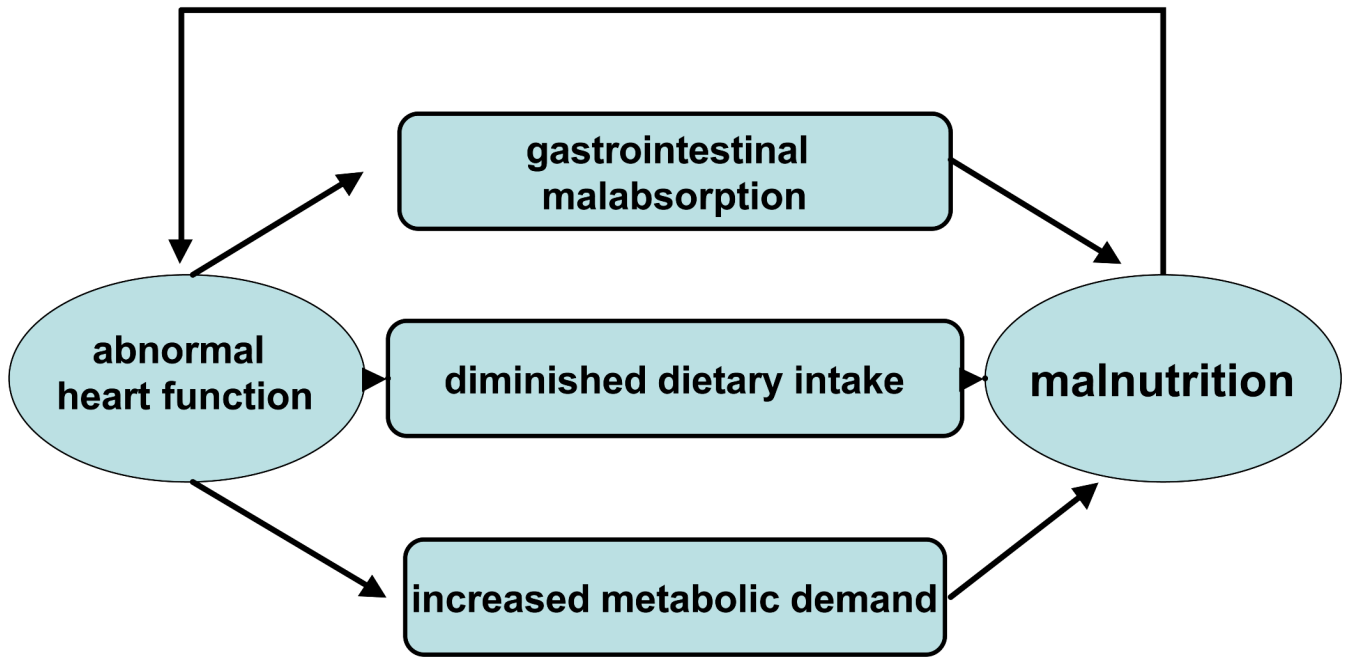 gastrointestinal
malabsorption
abnormal
heart function
diminished dietary intake
malnutrition
increased metabolic demand